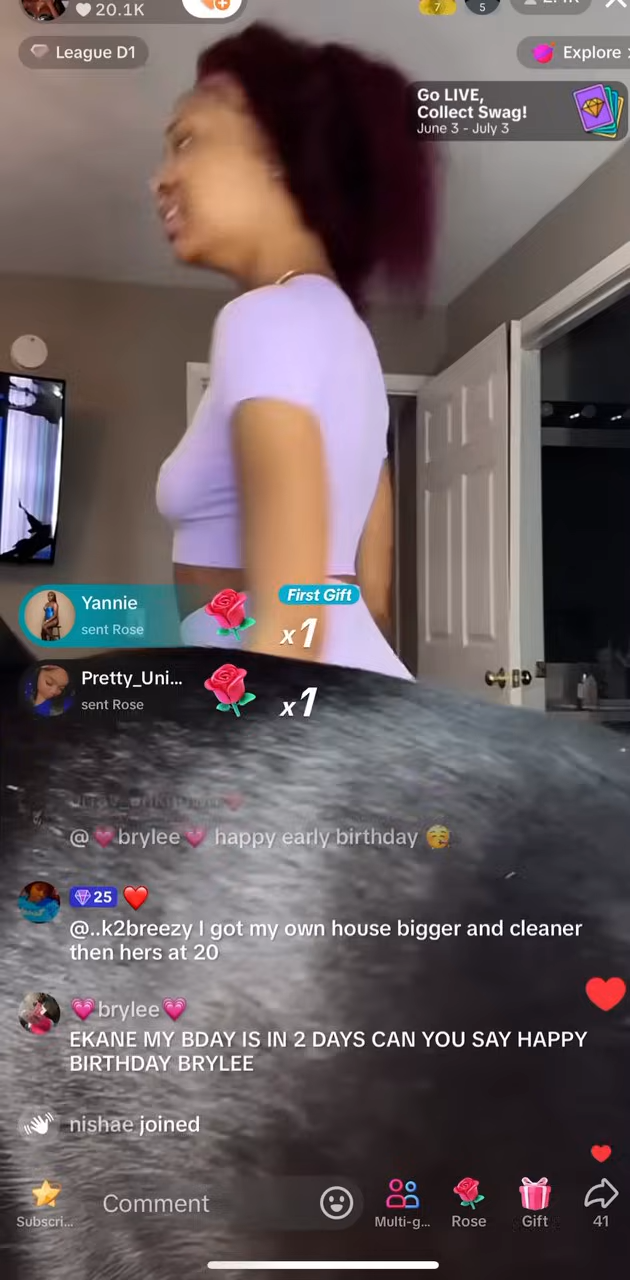 20.1K
7
5
League D1
Explore
Go LIVE,
Collect Swag!
June 3 - July 3
Yannie
sent Rose
First Gift
x1
Pretty_Uni...
sent Rose
x1
@💗brylee💗 happy early birthday 🥳
25 ❤️
@..k2breezy I got my own house bigger and cleaner
then hers at 20
💗brylee💗
EKANE MY BDAY IS IN 2 DAYS CAN YOU SAY HAPPY
BIRTHDAY BRYLEE
nishae joined
Comment
Subscri...
Multi-g...
Rose
Gift
41